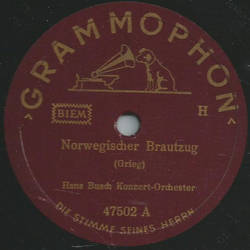 >GRAMMOPHON<
BIEM
H
Norwegischer Brautzug
(Grieg)
Hans Busch Konzert-Orchester
47502 A
DIE STIMME SEINES HERRN